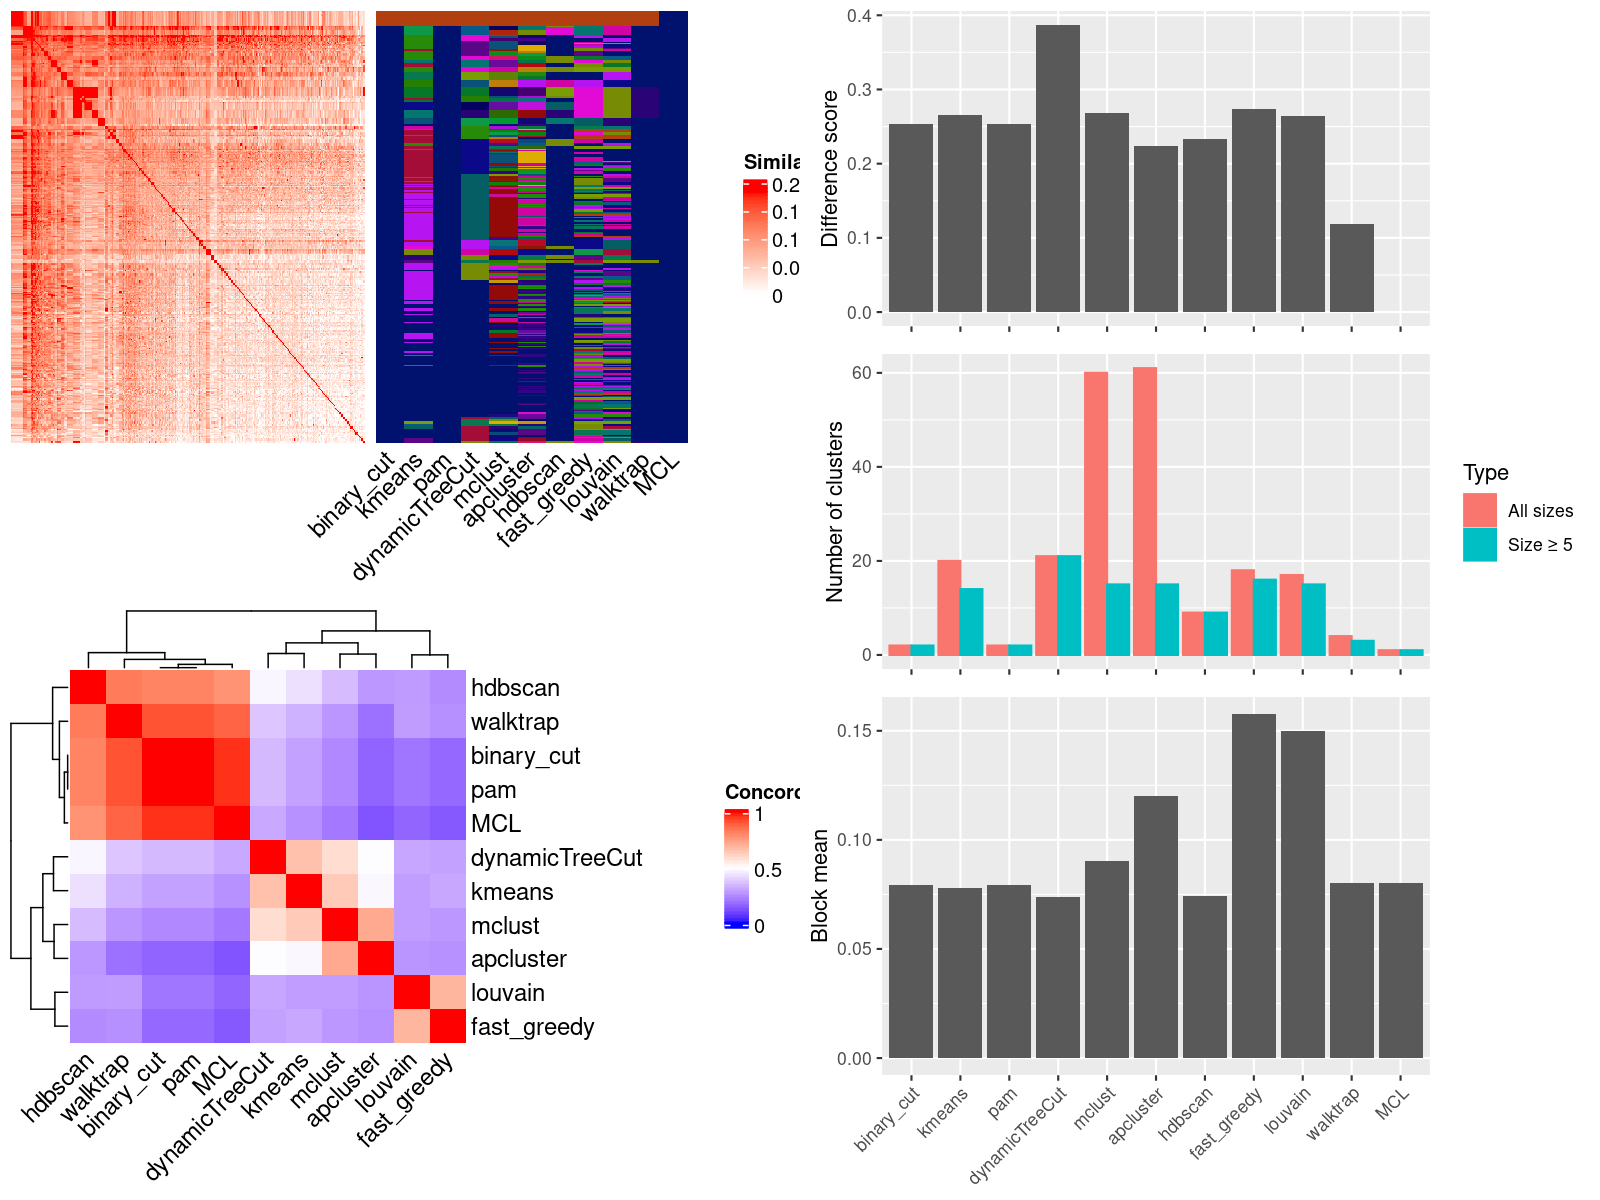 Simila
0.2
0.1
0.1
0.0
0
binary_cut
kmeans
pam
dynamicTreeCut
mclust
apcluster
hdbscan
fast_greedy
louvain
walktrap
MCL
hdbscan
walktrap
binary_cut
pam
MCL
dynamicTreeCut
kmeans
mclust
apcluster
louvain
fast_greedy
hdbscan
walktrap
binary_cut
pam
MCL
dynamicTreeCut
kmeans
mclust
apcluster
louvain
fast_greedy
Concord
1
0.5
0
Difference score
0.4
0.3
0.2
0.1
0.0
Number of clusters
60
40
20
0
Type
All sizes
Size ≥ 5
Block mean
0.15
0.10
0.05
0.00
binary_cut
kmeans
pam
dynamicTreeCut
mclust
apcluster
hdbscan
fast_greedy
louvain
walktrap
MCL